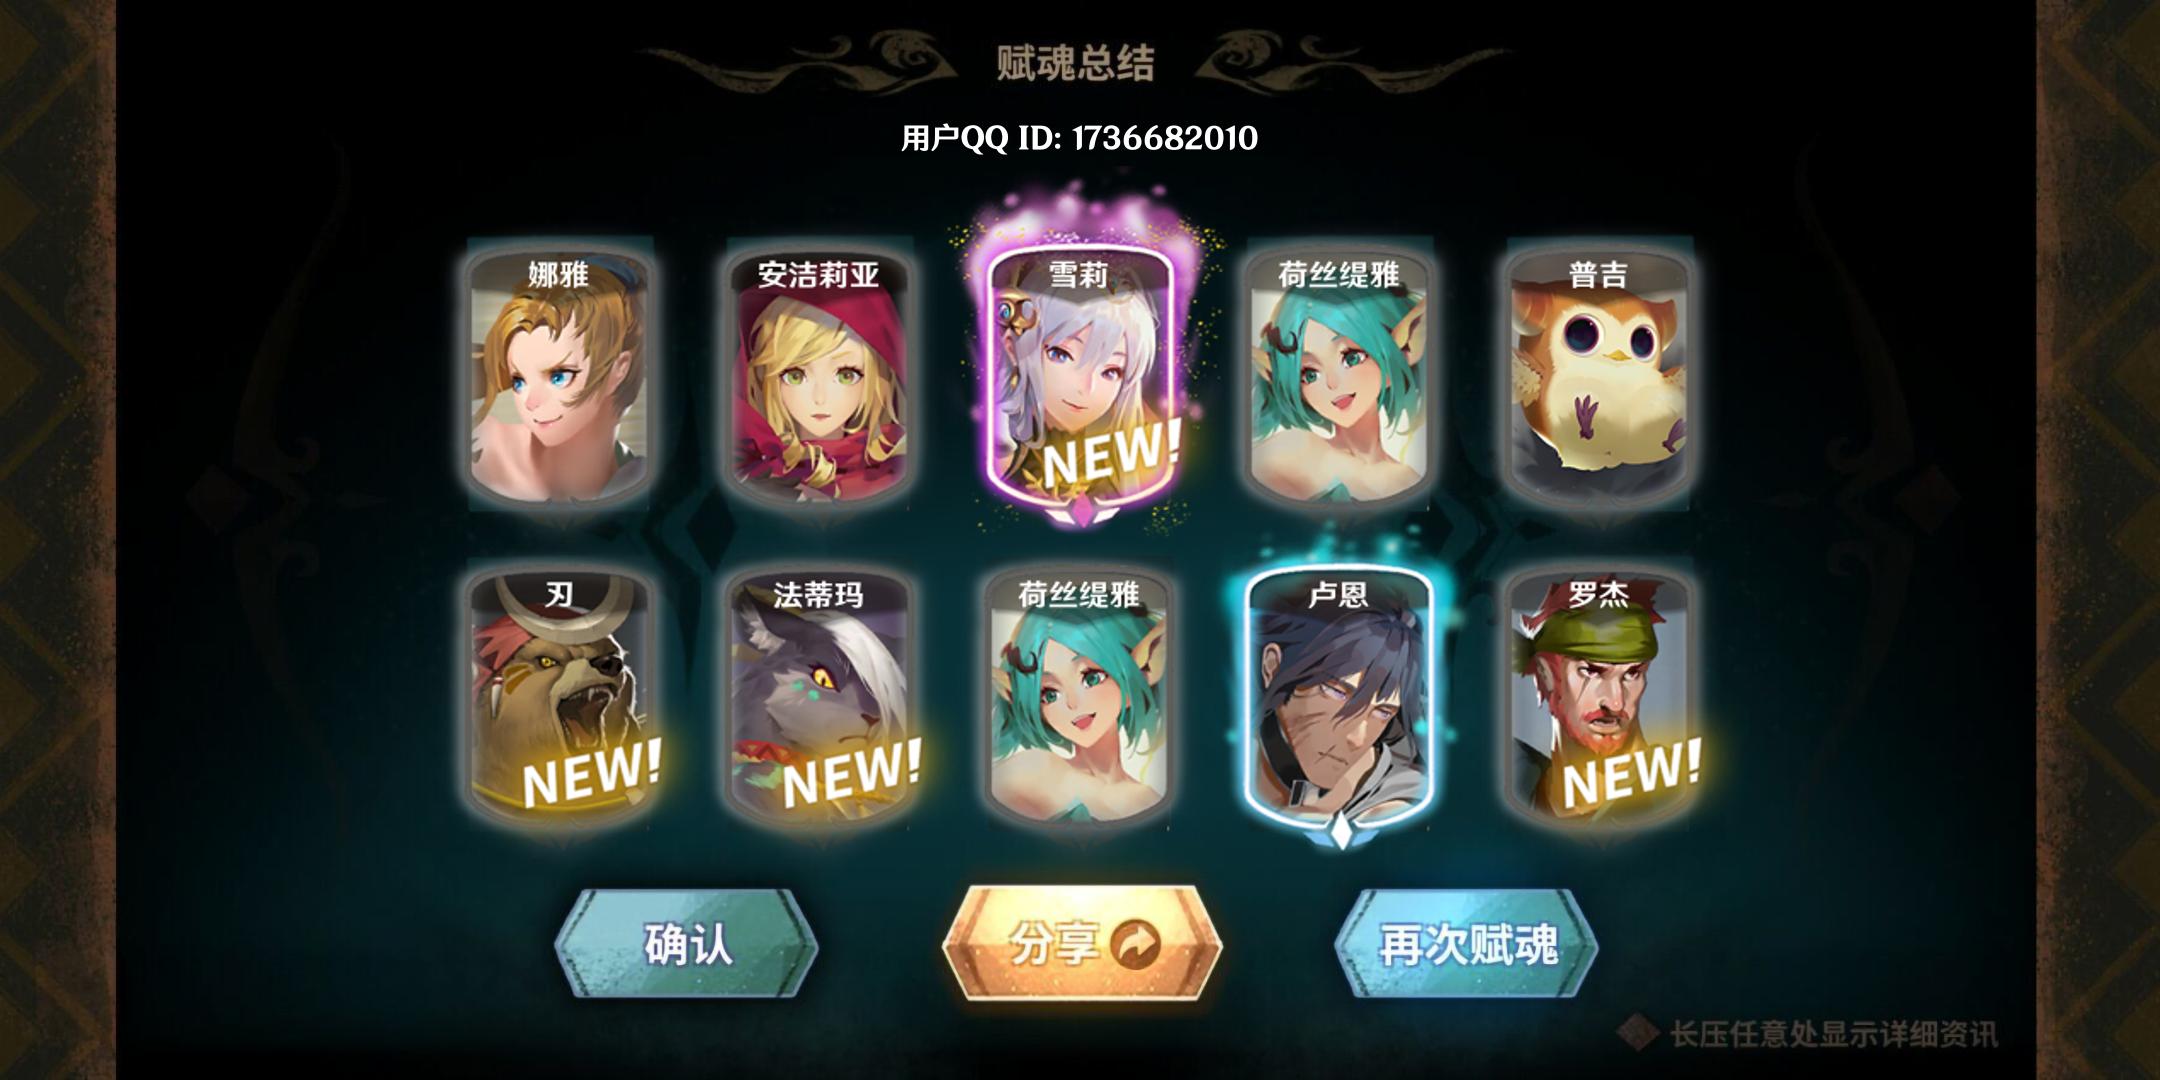 赋魂总结
用户QQ ID: 1736682010
娜雅
安洁莉亚
雪莉
荷丝缇雅
普吉
NEW!
刃
法蒂玛
荷丝缇雅
卢恩
罗杰
NEW!
NEW!
NEW!
确认
分享
再次赋魂
长压任意处显示详细资讯